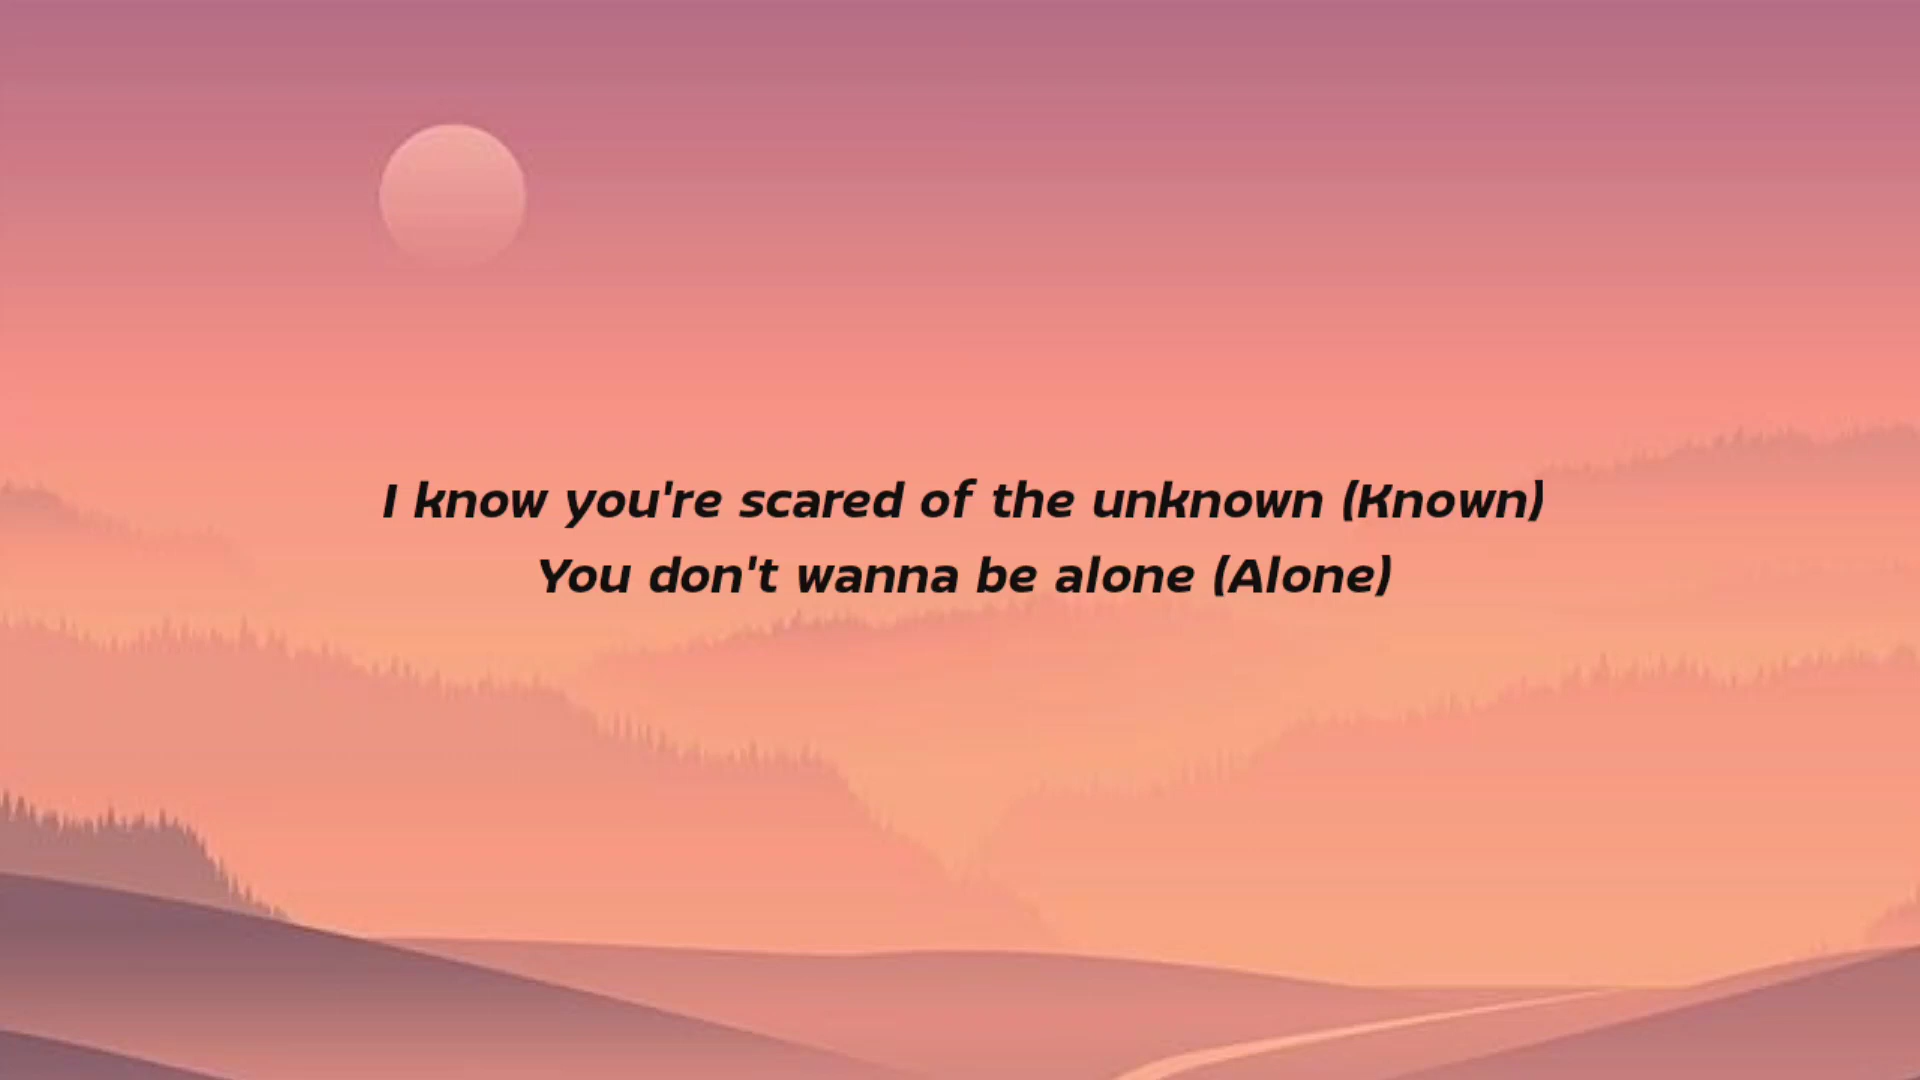 I know you're scared of the unknown (Known)
You don't wanna be alone (Alone)